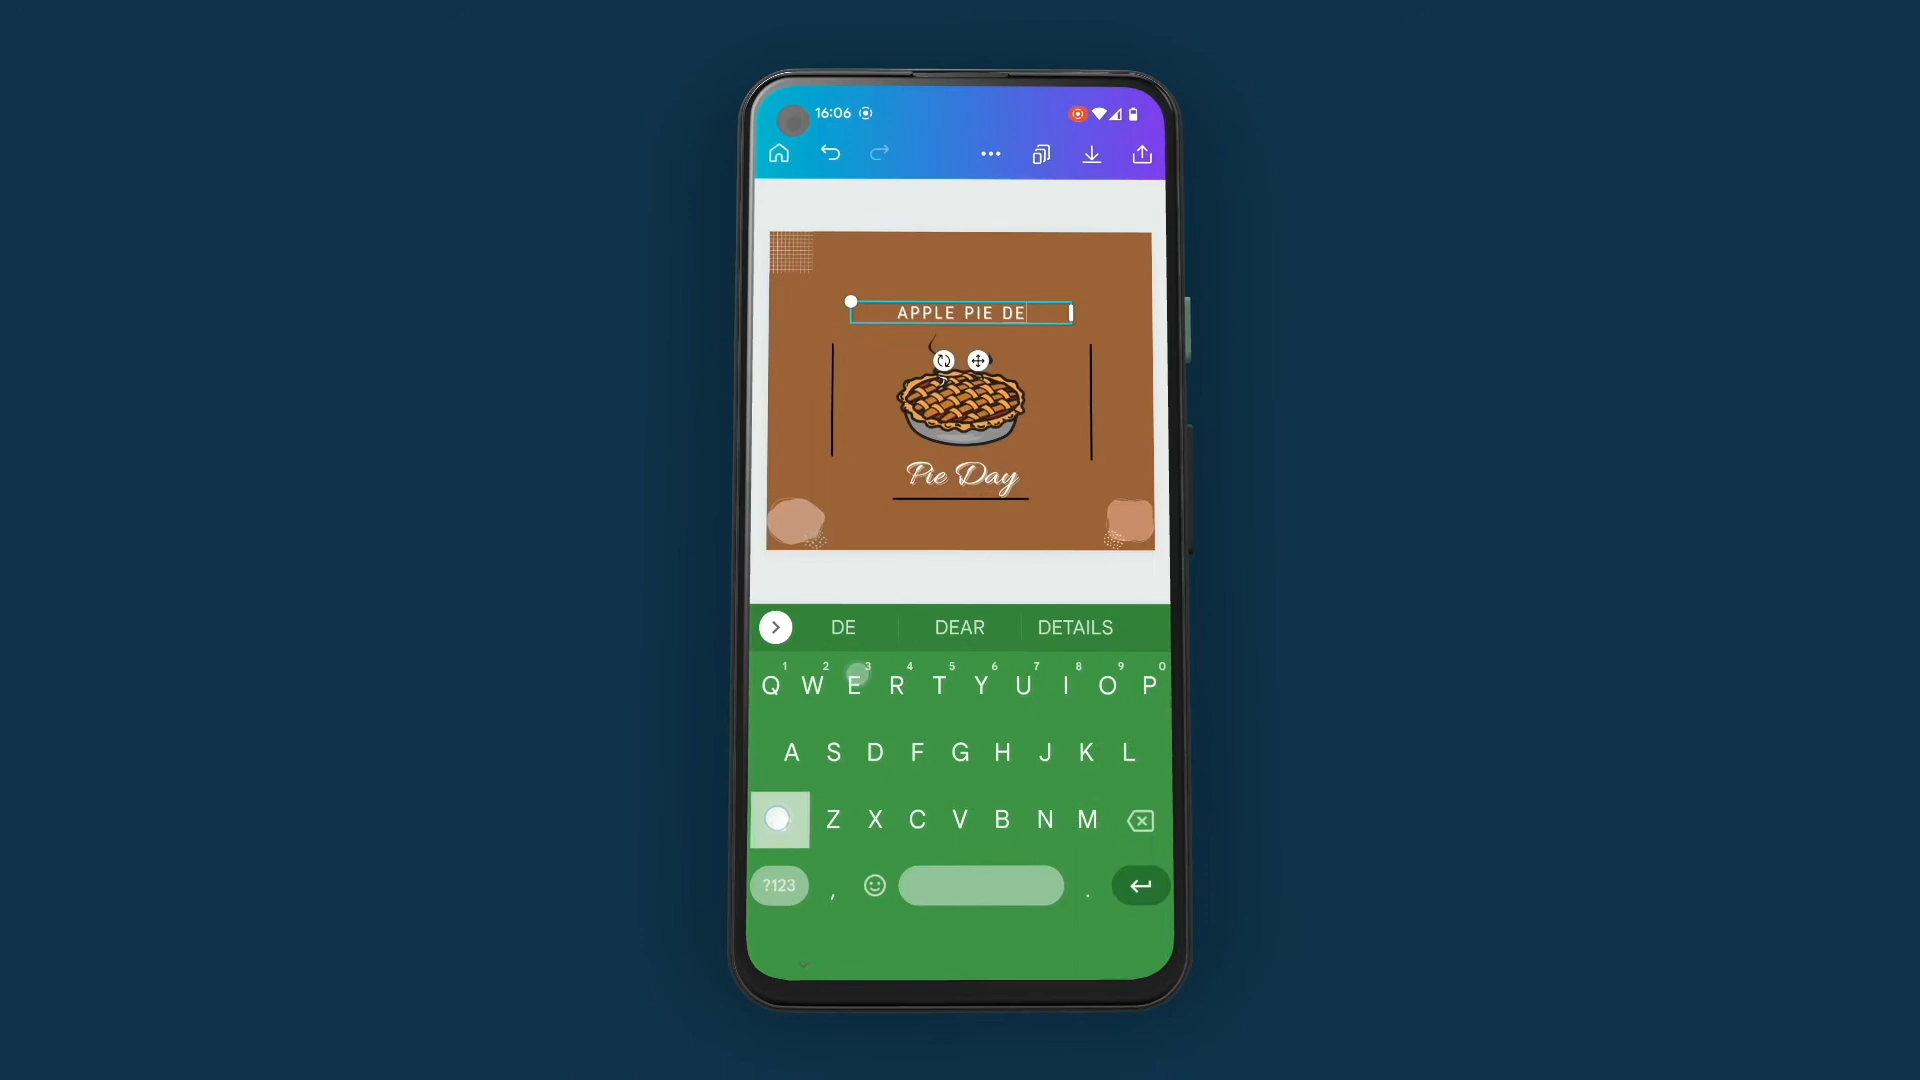 16:06
APPLE PIE DE
Pie Day
DE DEAR DETAILS
1 2 3 4 5 6 7 8 9 0
Q W E R T Y U I O P
A S D F G H J K L
Z X C V B N M
?123 , .